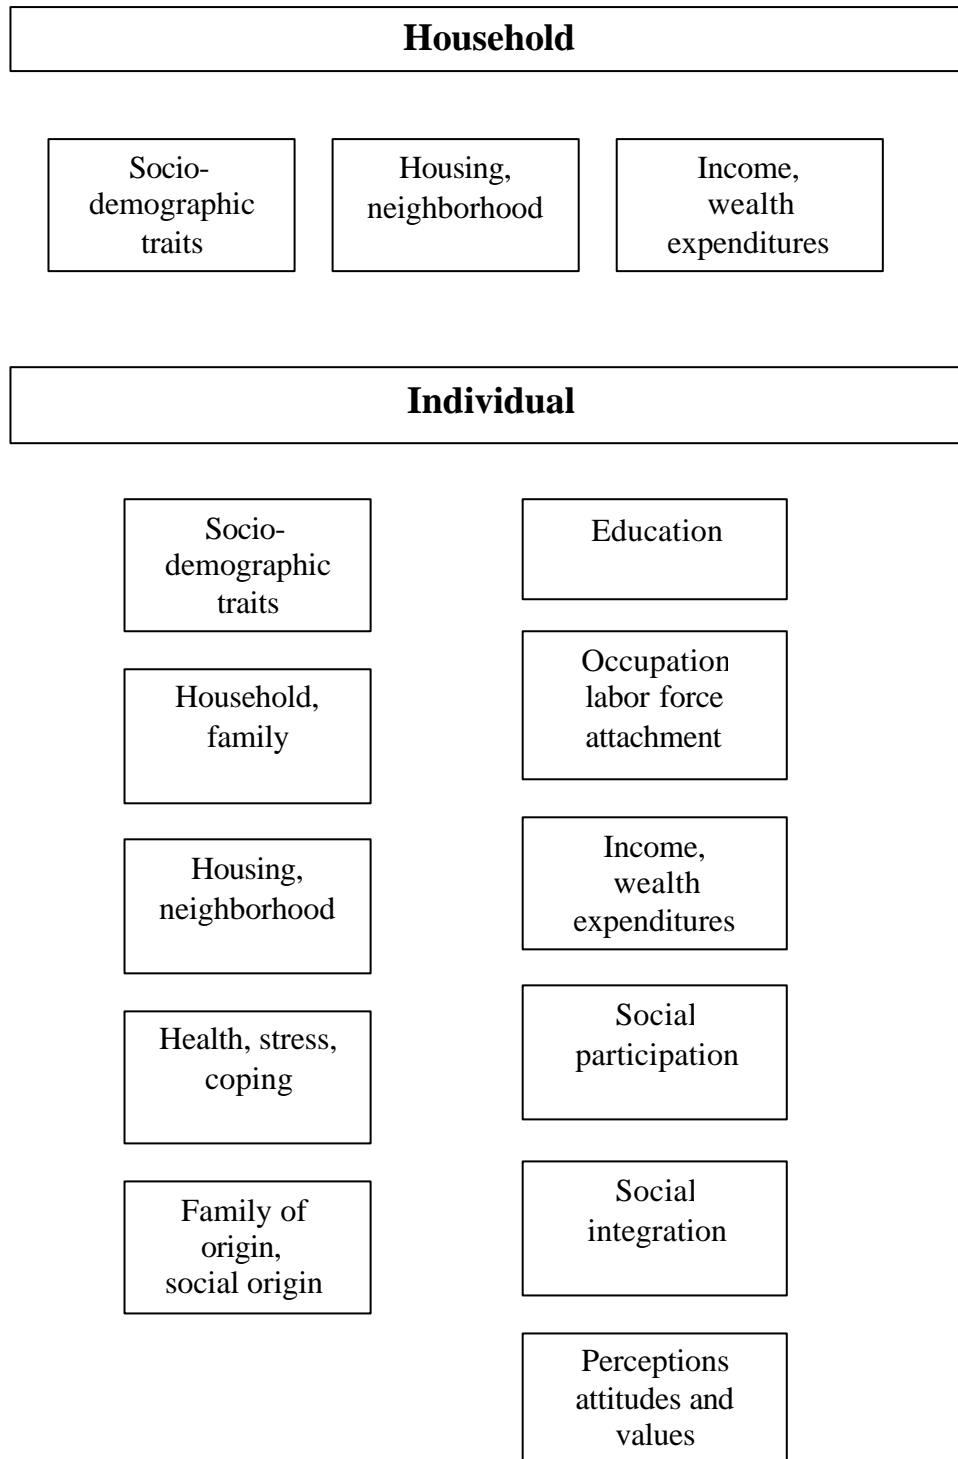 Household
Socio-
demographic
traits
Housing,
neighborhood
Income,
wealth
expenditures
Individual
Socio-
demographic
traits
Household,
family
Housing,
neighborhood
Health, stress,
coping
Family of
origin,
social origin
Education
Occupation
labor force
attachment
Income,
wealth
expenditures
Social
participation
Social
integration
Perceptions
attitudes and
values